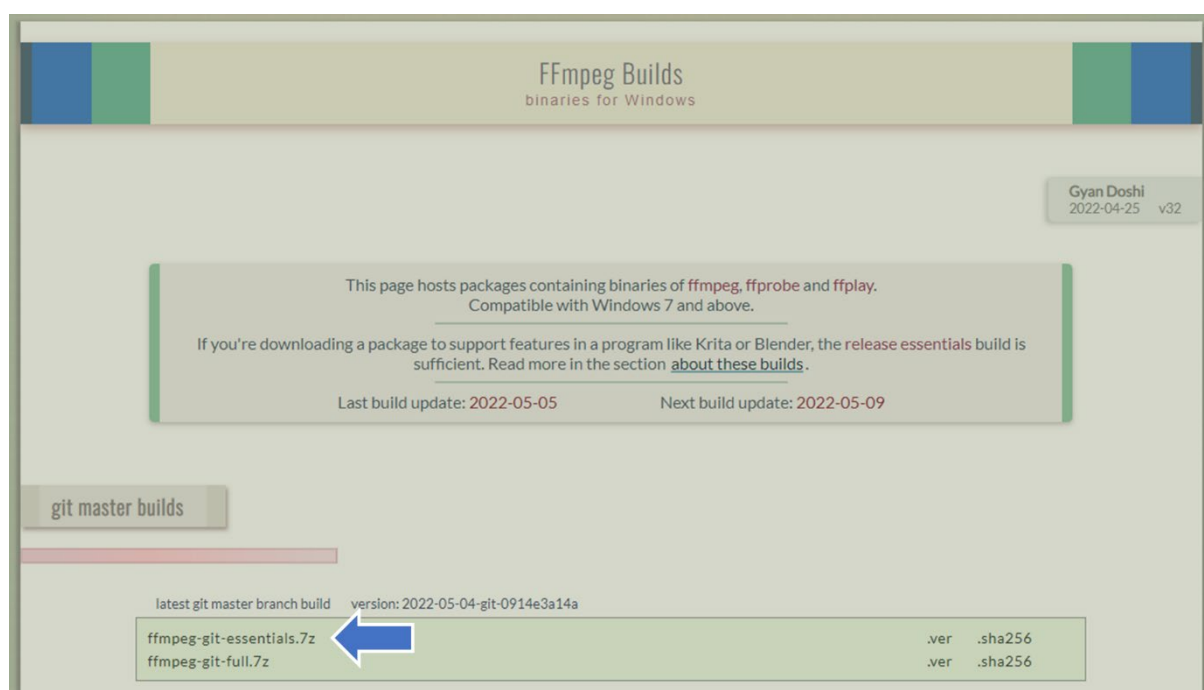 FFmpeg Builds
binaries for Windows
Gyan Doshi
2022-04-25 v32
This page hosts packages containing binaries of ffmpeg, ffprobe and ffplay.
Compatible with Windows 7 and above.
If you're downloading a package to support features in a program like Krita or Blender, the release essentials build is
sufficient. Read more in the section about these builds.
Last build update: 2022-05-05 Next build update: 2022-05-09
git master builds
latest git master branch build version: 2022-05-04-git-0914e3a14a
ffmpeg-git-essentials.7z .ver .sha256
ffmpeg-git-full.7z .ver .sha256